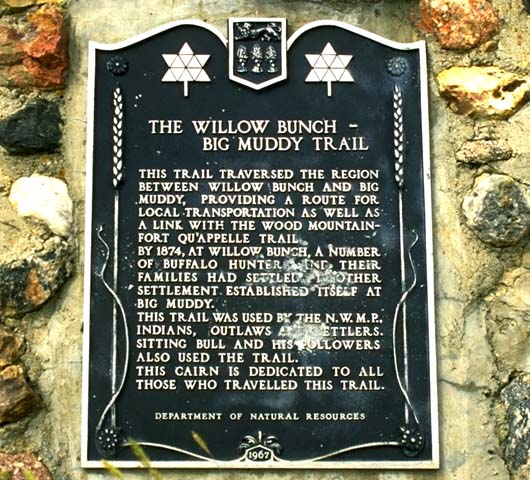 THE WILLOW BUNCH –
BIG MUDDY TRAIL
THIS TRAIL TRAVERSED THE REGION
BETWEEN WILLOW BUNCH AND BIG
MUDDY, PROVIDING A ROUTE FOR
LOCAL TRANSPORTATION AS WELL AS
A LINK WITH THE WOOD MOUNTAIN-
FORT QU'APPELLE TRAIL
BY 1874, AT WILLOW BUNCH, A NUMBER
OF BUFFALO HUNTERS AND THEIR
FAMILIES HAD SETTLED. ANOTHER
SETTLEMENT ESTABLISHED ITSELF AT
BIG MUDDY.
THIS TRAIL WAS USED BY THE N.W.M.P.,
INDIANS, OUTLAWS AND SETTLERS.
SITTING BULL AND HIS FOLLOWERS
ALSO USED THE TRAIL.
THIS CAIRN IS DEDICATED TO ALL
THOSE WHO TRAVELLED THIS TRAIL.
DEPARTMENT OF NATURAL RESOURCES
1967